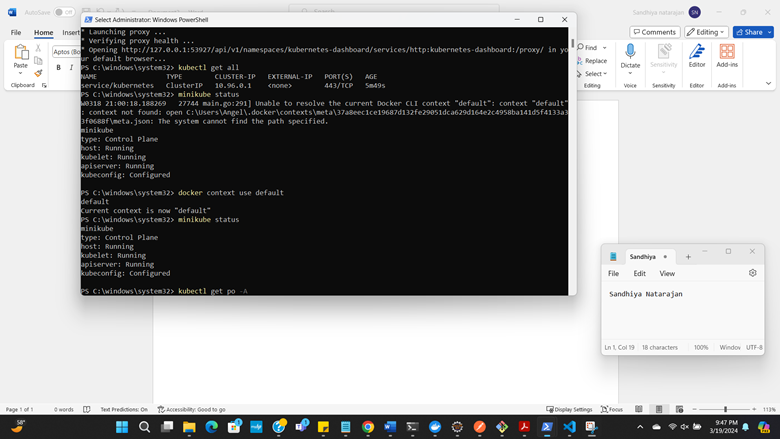 AutoSave
Off
Search
Sandhiya natarajan
SN
File
Home
Insert
Comments
Editing
Share
Paste
Clipboard
Aptos (Bo
B
I
Find
Replace
Select
Editing
Dictate
Voice
Sensitivity
Sensitivity
Editor
Editor
Add-ins
Add-ins
Select Administrator: Windows PowerShell
* Launching proxy ...
* Verifying proxy health ...
* Opening http://127.0.0.1:53927/api/v1/namespaces/kubernetes-dashboard/services/http:kubernetes-dashboard:/proxy/ in yo
ur default browser...
PS C:\windows\system32> kubectl get all
NAME TYPE CLUSTER-IP EXTERNAL-IP PORT(S) AGE
service/kubernetes ClusterIP 10.96.0.1 <none> 443/TCP 5m49s
PS C:\windows\system32> minikube status
W0318 21:00:18.188269 27744 main.go:291] Unable to resolve the current Docker CLI context "default": context "default"
: context not found: open C:\Users\Angel\.docker\contexts\meta\37a8eec1ce19687d132fe29051dca629d164e2c4958ba141d5f4133a3
3f0688f\meta.json: The system cannot find the path specified.
minikube
type: Control Plane
host: Running
kubelet: Running
apiserver: Running
kubeconfig: Configured
PS C:\windows\system32> docker context use default
default
Current context is now "default"
PS C:\windows\system32> minikube status
minikube
type: Control Plane
host: Running
kubelet: Running
apiserver: Running
kubeconfig: Configured
PS C:\windows\system32> kubectl get po -A
Sandhiya
File Edit View
Sandhiya Natarajan
Ln 1, Col 19 18 characters 100% Window UTF-8
Page 1 of 1 0 words Text Predictions: On Accessibility: Good to go Display Settings Focus 113%
58°
9:47 PM
3/19/2024